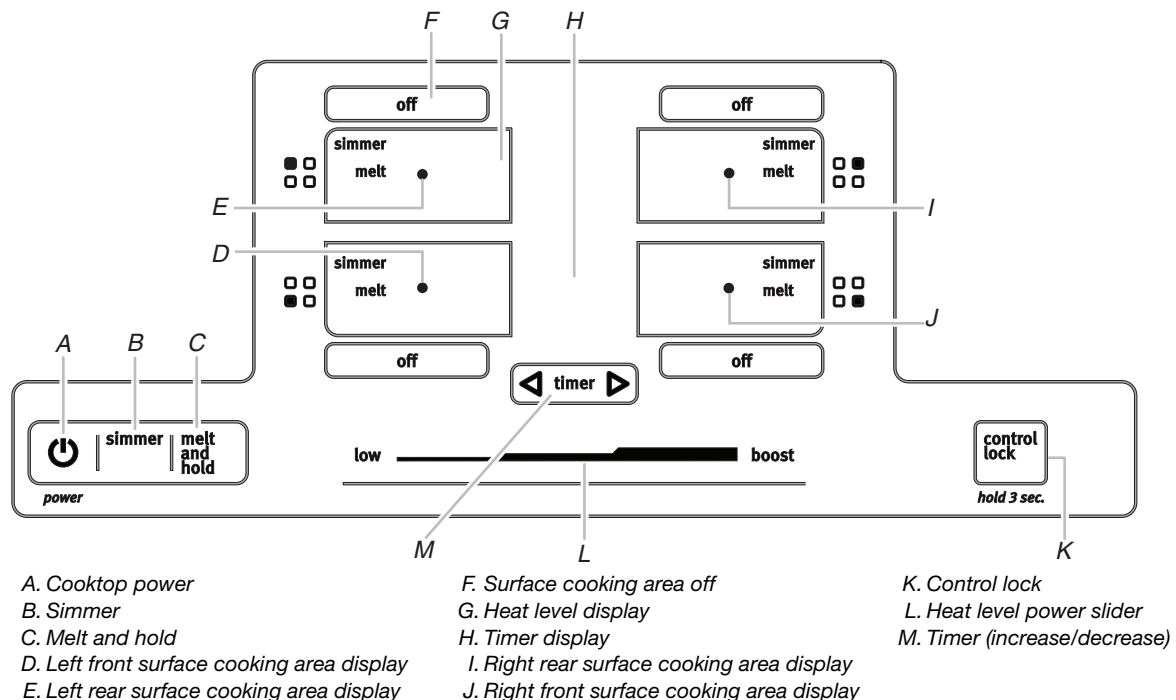 F G H
off off
simmer simmer
melt melt
E I
D
simmer simmer
melt melt
J
A B C
off off
timer
simmer melt and hold
control lock
low boost
power
hold 3 sec.
M L K
A. Cooktop power
B. Simmer
C. Melt and hold
D. Left front surface cooking area display
E. Left rear surface cooking area display
F. Surface cooking area off
G. Heat level display
H. Timer display
I. Right rear surface cooking area display
J. Right front surface cooking area display
K. Control lock
L. Heat level power slider
M. Timer (increase/decrease)